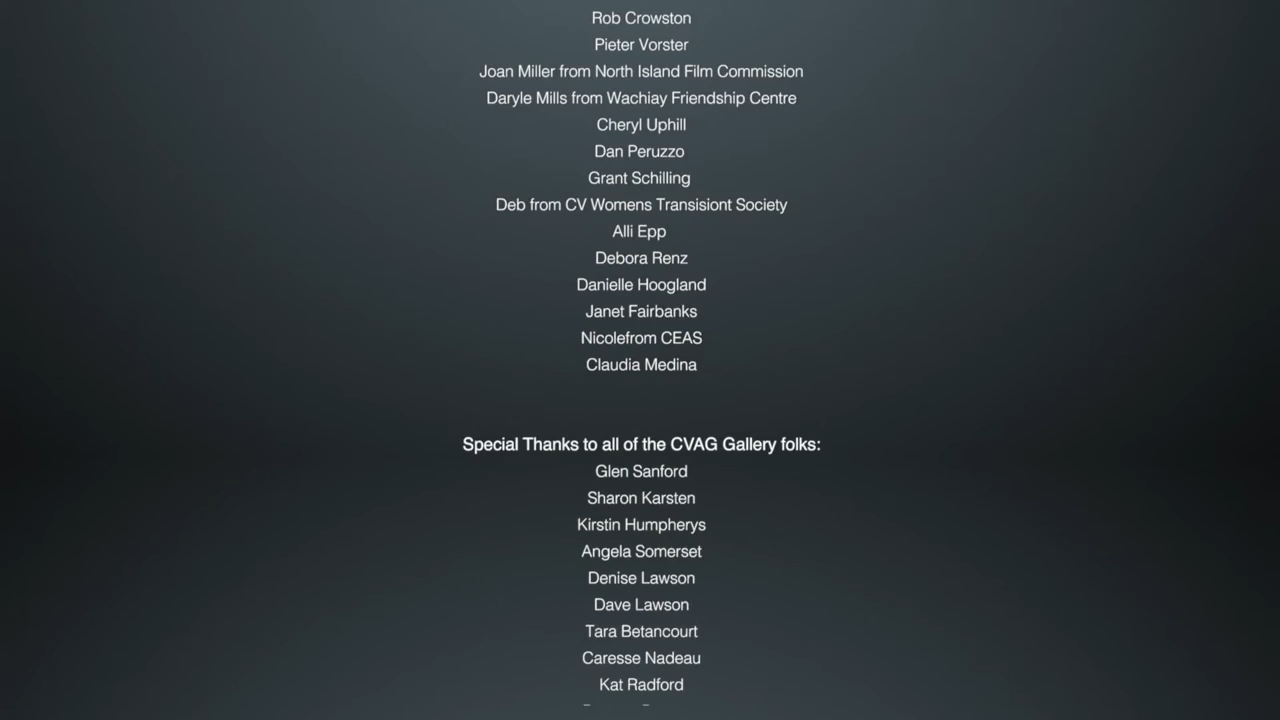 Rob Crowston
Pieter Vorster
Joan Miller from North Island Film Commission
Daryle Mills from Wachiay Friendship Centre
Cheryl Uphill
Dan Peruzzo
Grant Schilling
Deb from CV Womens Transisiont Society
Alli Epp
Debora Renz
Danielle Hoogland
Janet Fairbanks
Nicolefrom CEAS
Claudia Medina
Special Thanks to all of the CVAG Gallery folks:
Glen Sanford
Sharon Karsten
Kirstin Humpherys
Angela Somerset
Denise Lawson
Dave Lawson
Tara Betancourt
Caresse Nadeau
Kat Radford